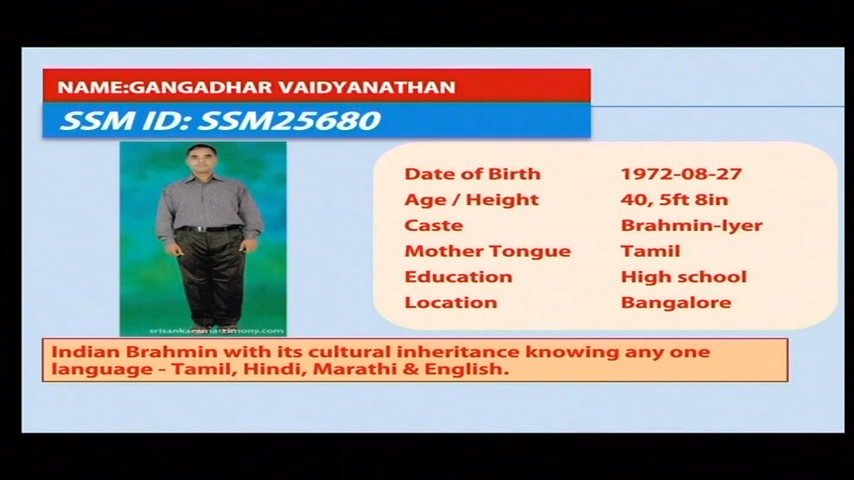 NAME:GANGADHAR VAIDYANATHAN
SSM ID: SSM25680
Date of Birth 1972-08-27
Age / Height 40, 5ft 8in
Caste Brahmin-Iyer
Mother Tongue Tamil
Education High school
Location Bangalore
srisankaramatrimony.com
Indian Brahmin with its cultural inheritance knowing any one
language - Tamil, Hindi, Marathi & English.